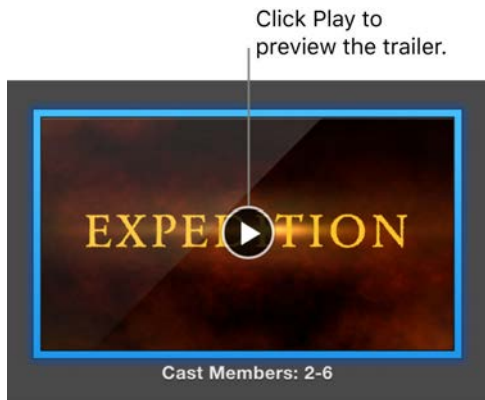 Click Play to
preview the trailer.
EXPEDITION
Cast Members: 2-6